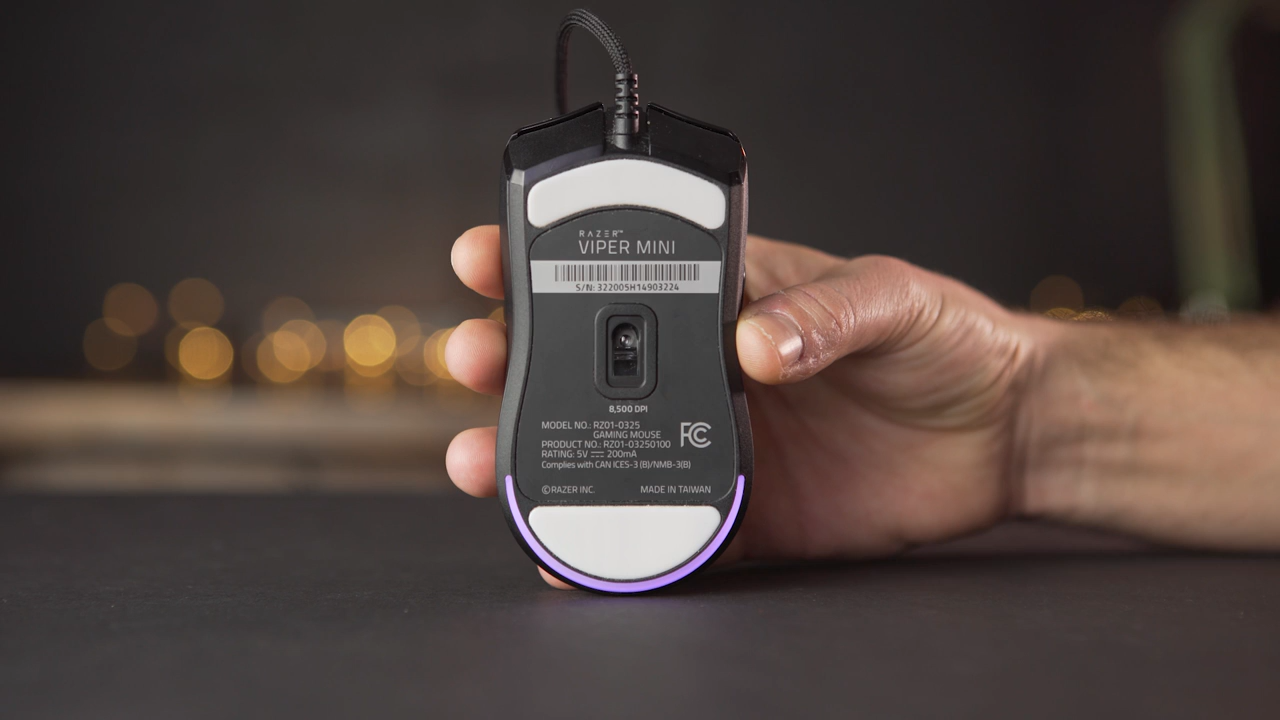 RAZER™
VIPER MINI
S/N: 322005H14903224
8,500 DPI
MODEL NO.: RZ01-0325
GAMING MOUSE
PRODUCT NO.: RZ01-03250100
RATING: 5V ⎓ 200mA
Complies with CAN ICES-3 (B)/NMB-3(B)
FC
©RAZER INC. MADE IN TAIWAN